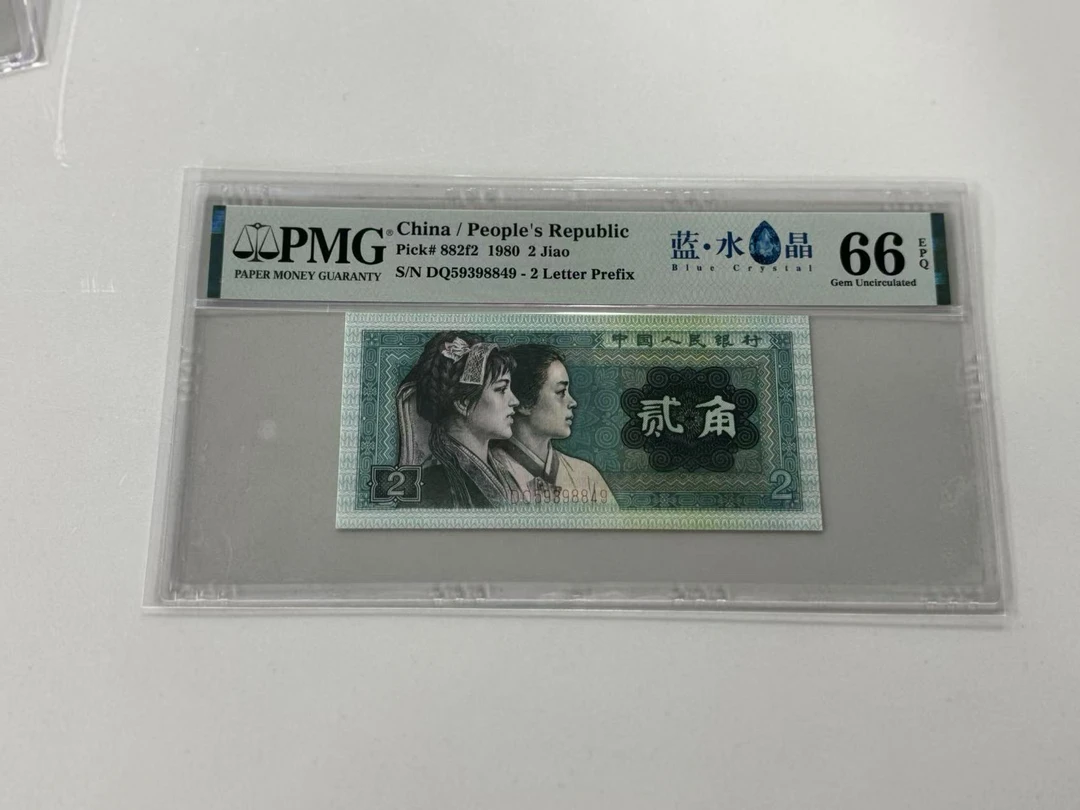 PMG®
PAPER MONEY GUARANTY
China / People's Republic
Pick# 882f2 1980 2 Jiao
S/N DQ59398849 - 2 Letter Prefix
蓝·水晶
Blue Crystal
66
EPQ
Gem Uncirculated
中国人民银行
贰角
2
DQ59398849
2